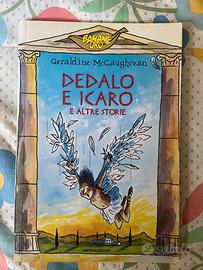 BANANE ORO
Geraldine McCaughrean
DEDALO
E ICARO
E ALTRE STORIE
MONDADORI
subito